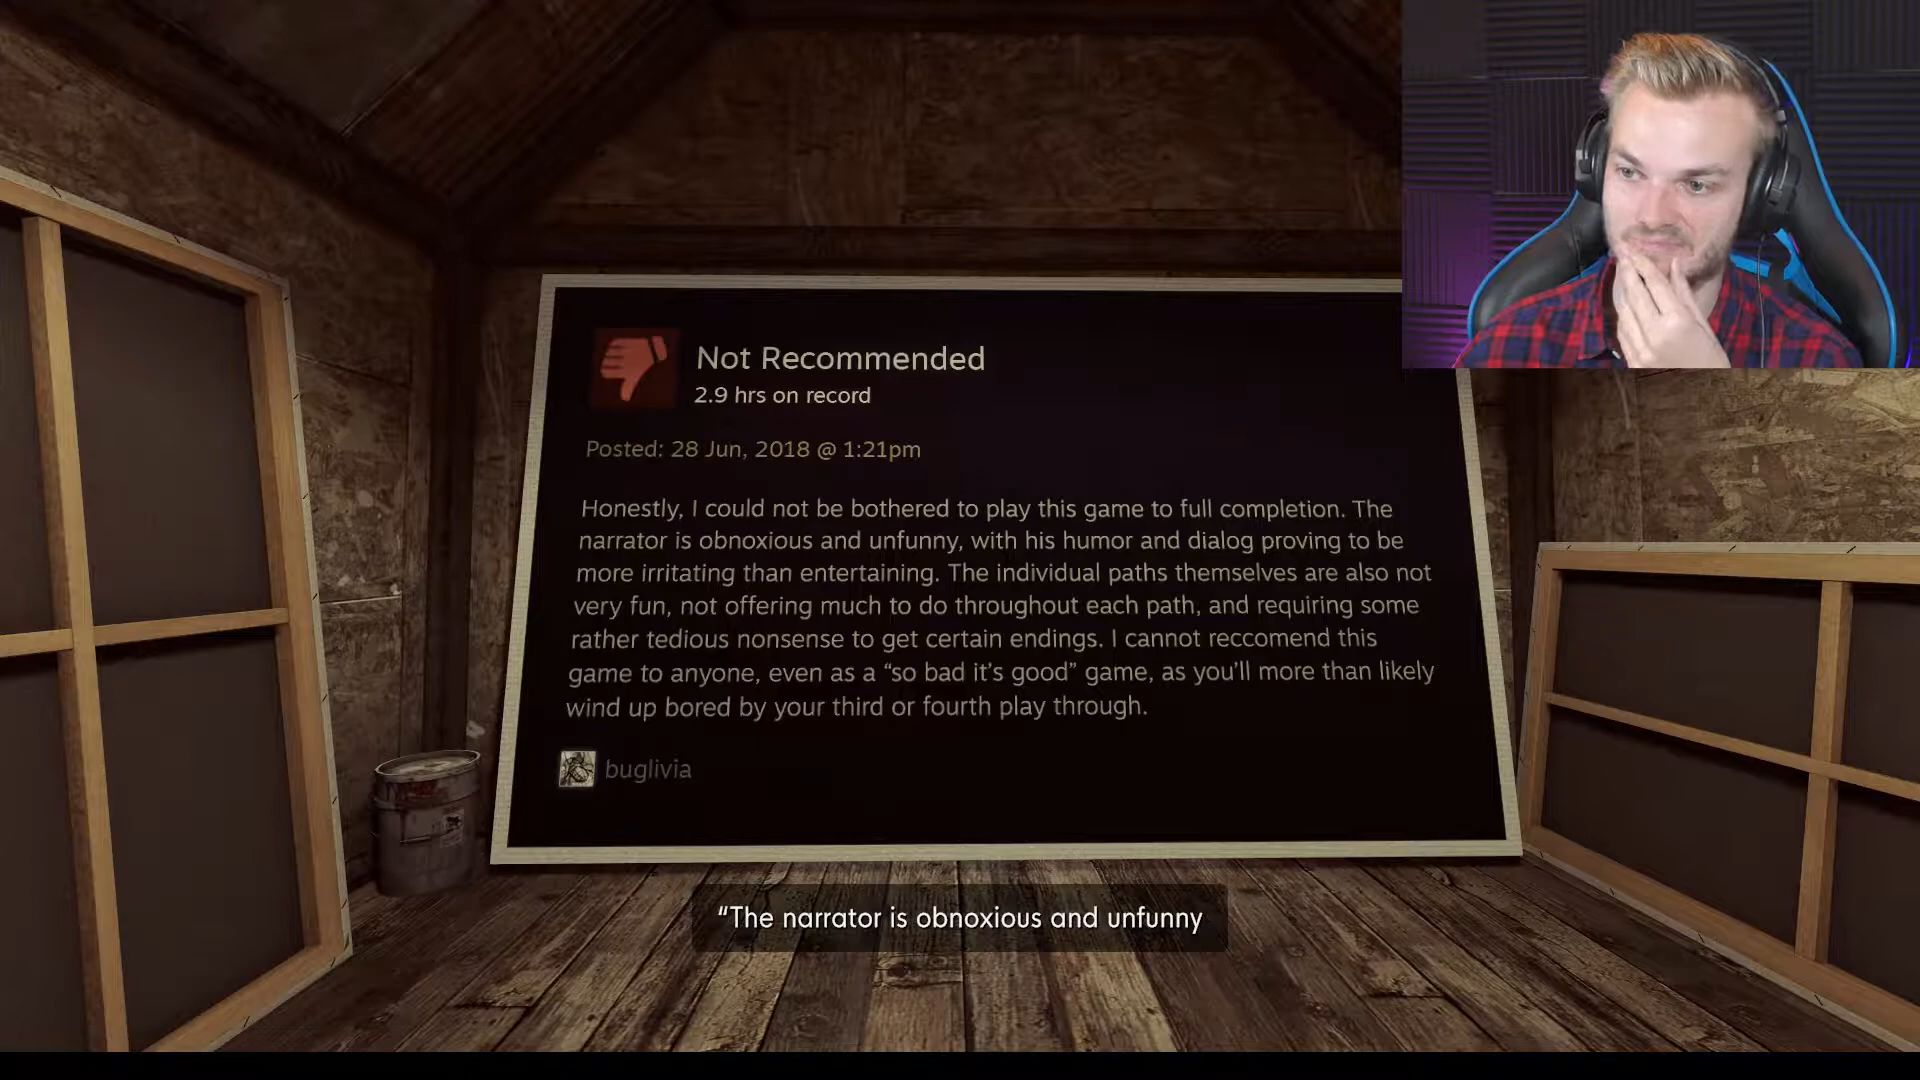 Not Recommended
2.9 hrs on record
Posted: 28 Jun, 2018 @ 1:21pm
Honestly, I could not be bothered to play this game to full completion. The
narrator is obnoxious and unfunny, with his humor and dialog proving to be
more irritating than entertaining. The individual paths themselves are also not
very fun, not offering much to do throughout each path, and requiring some
rather tedious nonsense to get certain endings. I cannot reccomend this
game to anyone, even as a “so bad it’s good” game, as you’ll more than likely
wind up bored by your third or fourth play through.
buglivia
“The narrator is obnoxious and unfunny